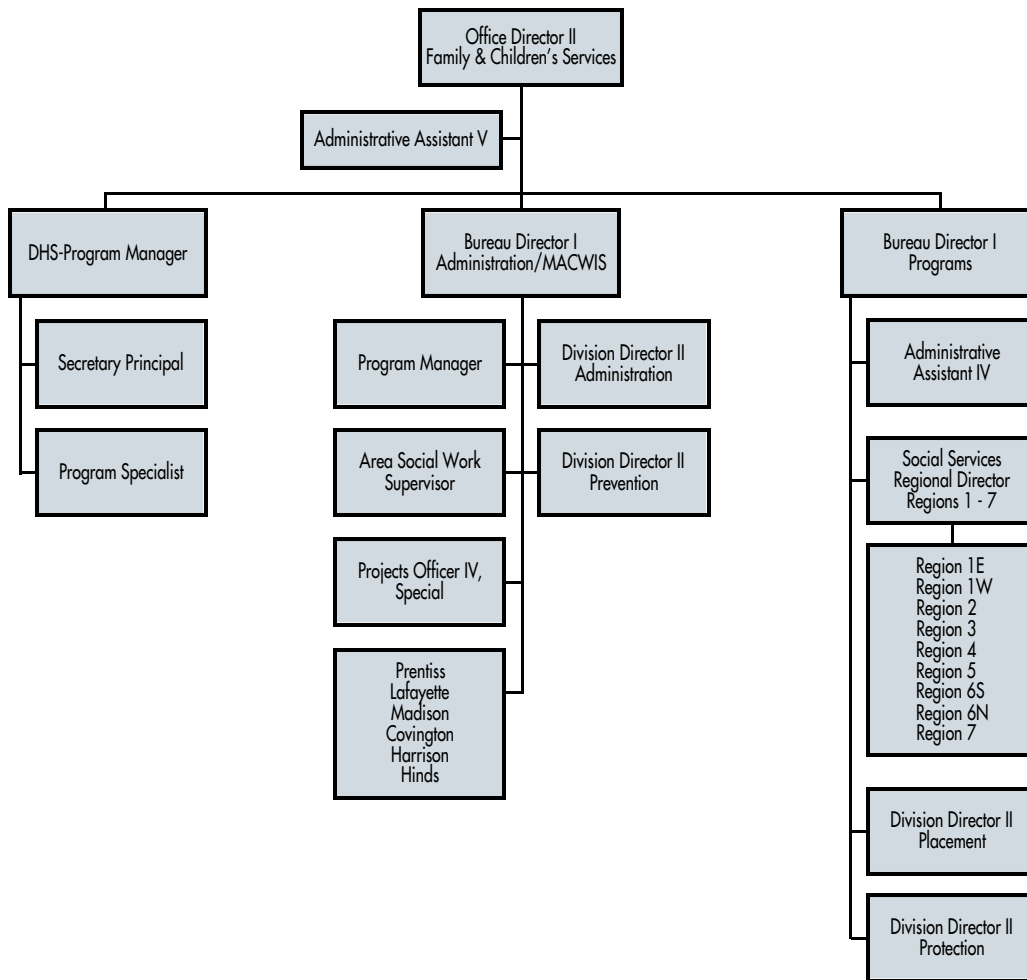 Office Director II
Family & Children’s Services
Administrative Assistant V
DHS-Program Manager
Bureau Director I
Administration/MACWIS
Bureau Director I
Programs
Secretary Principal
Program Manager
Division Director II
Administration
Administrative
Assistant IV
Program Specialist
Area Social Work
Supervisor
Division Director II
Prevention
Social Services
Regional Director
Regions 1 - 7
Projects Officer IV,
Special
Region 1E
Region 1W
Region 2
Region 3
Region 4
Region 5
Region 6S
Region 6N
Region 7
Prentiss
Lafayette
Madison
Covington
Harrison
Hinds
Division Director II
Placement
Division Director II
Protection